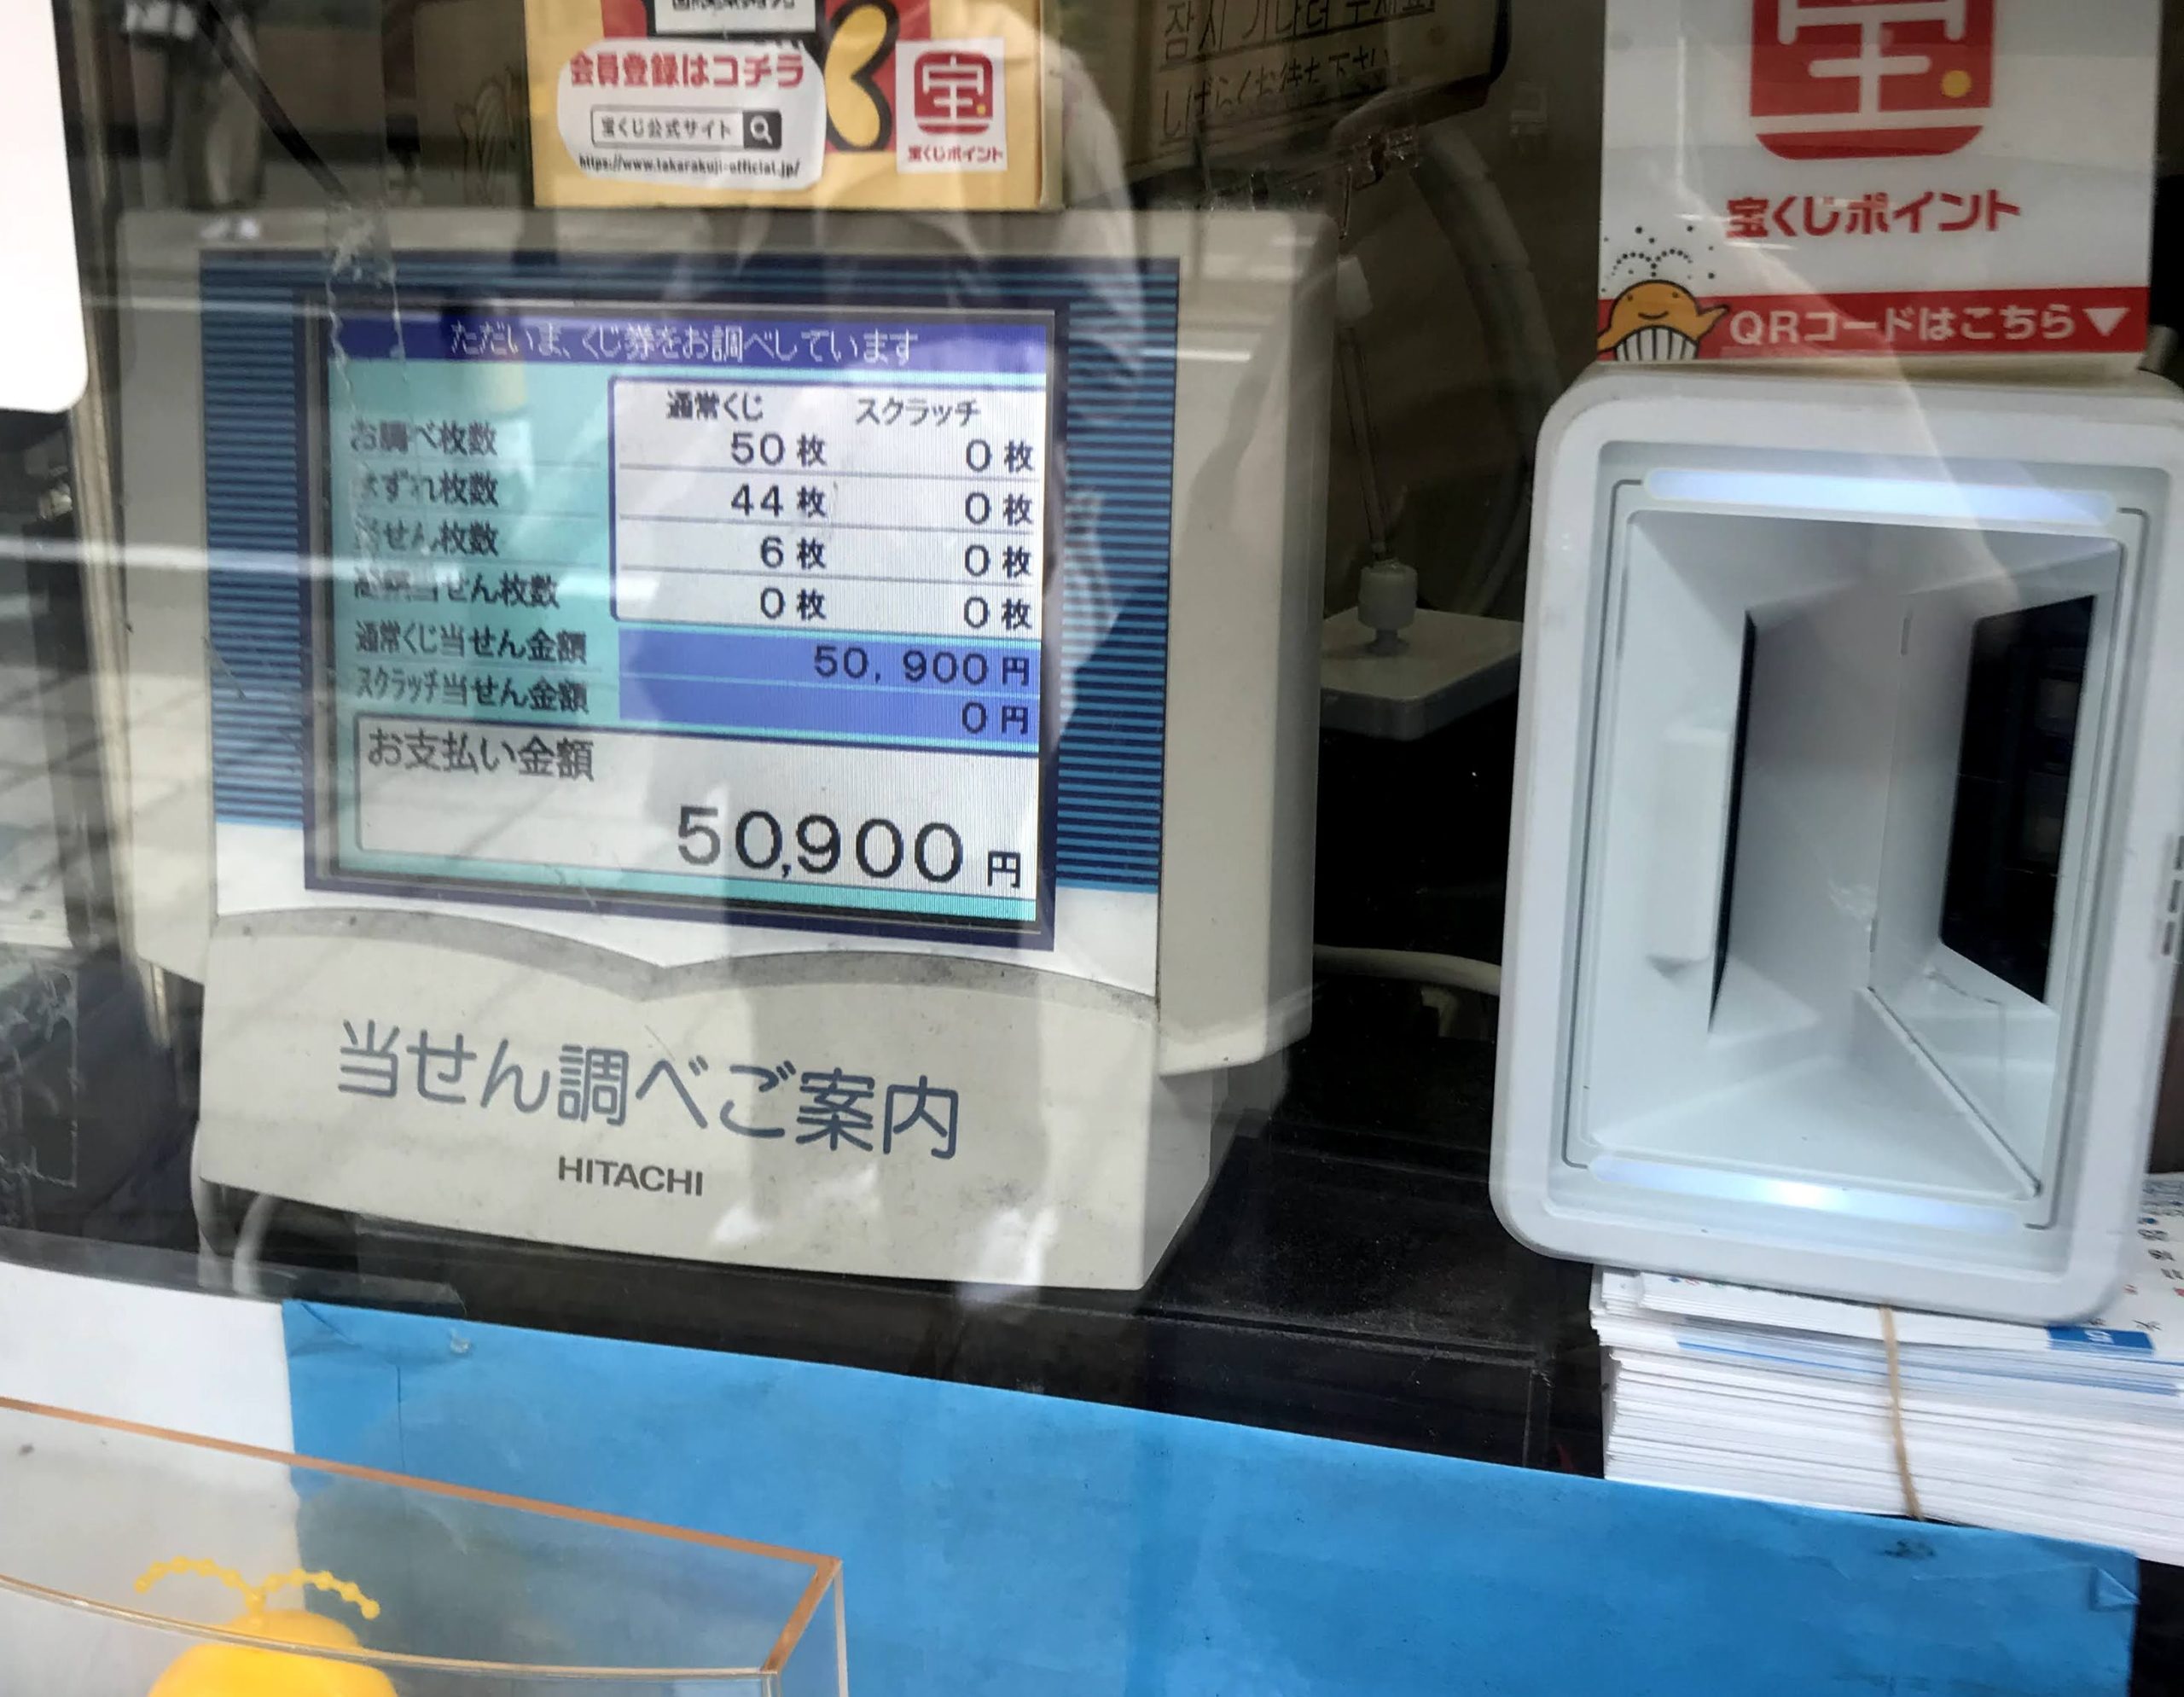 会員登録はコチラ
宝くじ公式サイト
https://www.takarakuji-official.jp/
宝
宝くじポイント
しばらくお待ち下さい
宝
宝くじポイント
QRコードはこちら▼
ただいま、くじ券をお調べしています
通常くじ スクラッチ
お調べ枚数 50枚 0枚
はずれ枚数 44枚 0枚
当せん枚数 6枚 0枚
高額当せん枚数 0枚 0枚
通常くじ当せん金額 50,900円
スクラッチ当せん金額 0円
お支払い金額
50,900円
当せん調べご案内
HITACHI